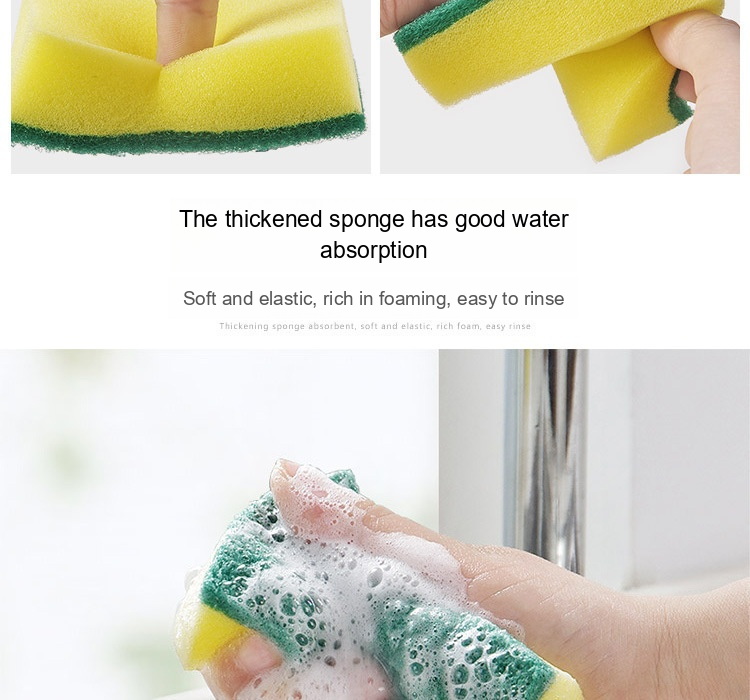 The thickened sponge has good water
absorption
Soft and elastic, rich in foaming, easy to rinse
Thickening sponge absorbent, soft and elastic, rich foam, easy rinse